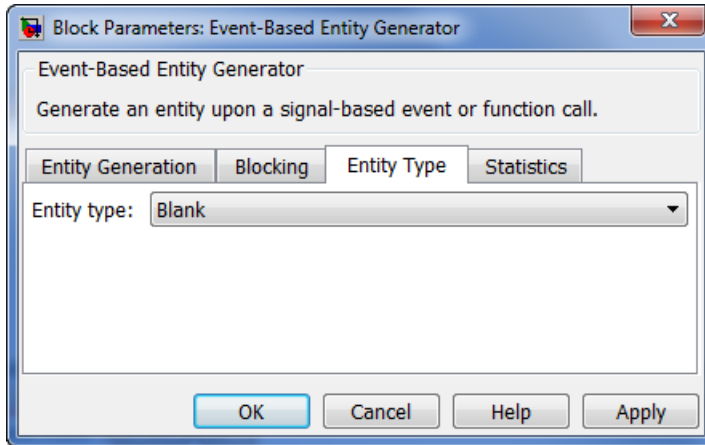 Block Parameters: Event-Based Entity Generator
Event-Based Entity Generator
Generate an entity upon a signal-based event or function call.
Entity Generation Blocking Entity Type Statistics
Entity type: Blank
OK Cancel Help Apply